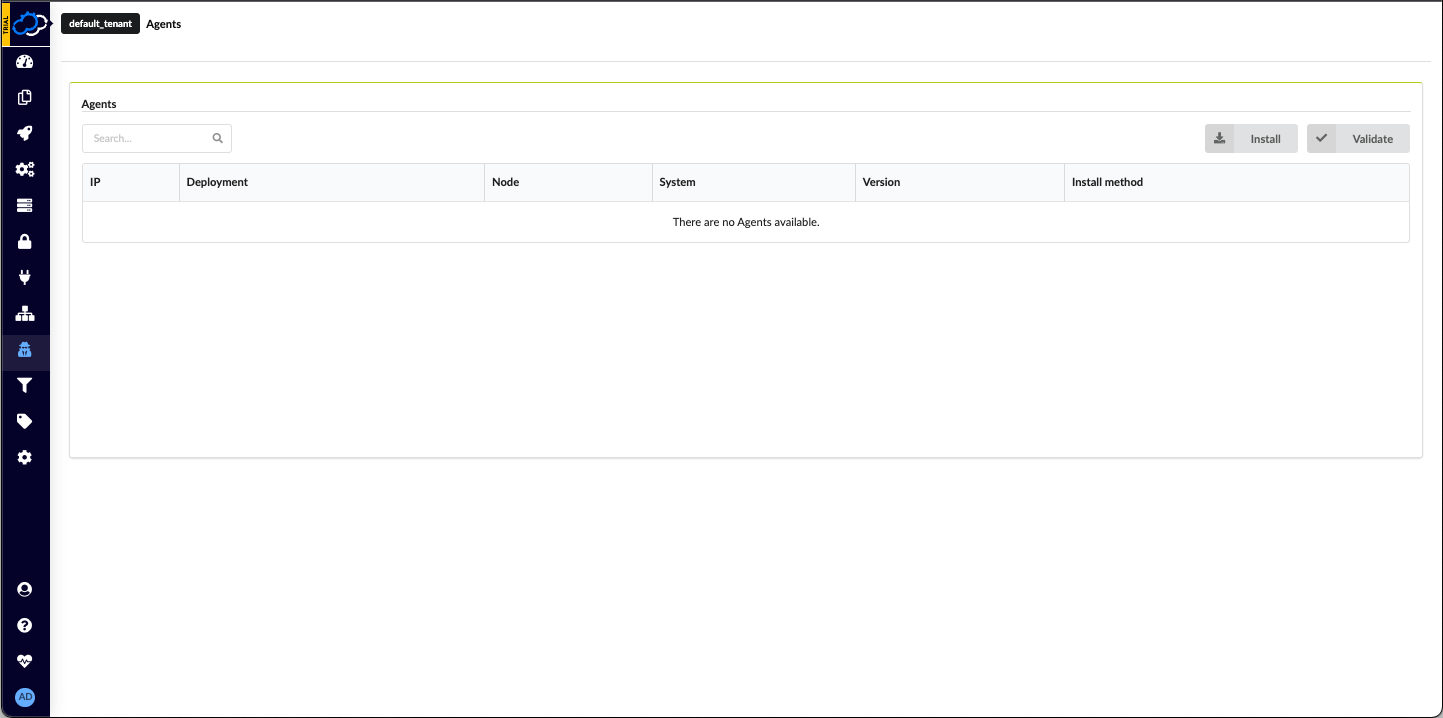 TRIAL
default_tenant Agents
Agents
Search...
Install Validate
IP Deployment Node System Version Install method
There are no Agents available.
AD